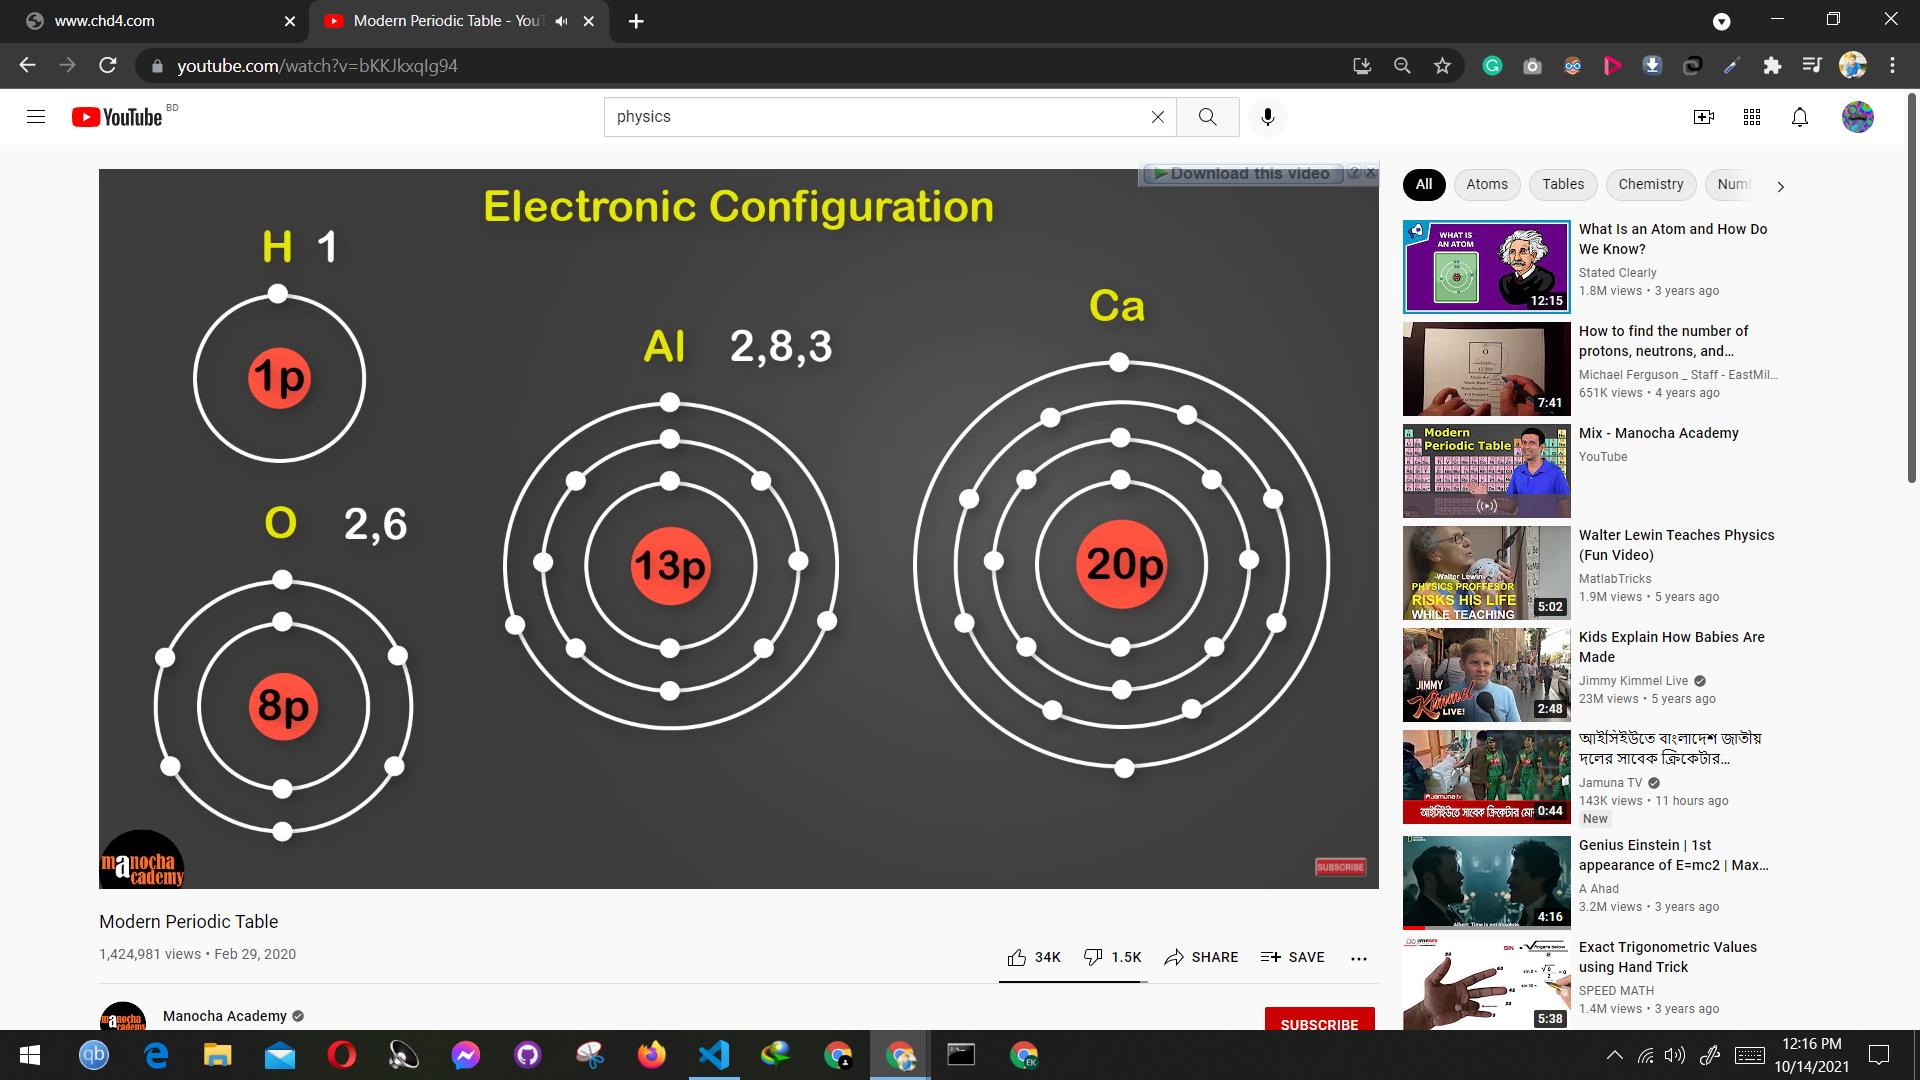 www.chd4.com
Modern Periodic Table - You
youtube.com/watch?v=bKKJkxqIg94
YouTube BD
physics
Download this video
Electronic Configuration
H 1
1p
O 2,6
8p
Al 2,8,3
13p
Ca
20p
manocha
academy
SUBSCRIBE
Modern Periodic Table
1,424,981 views • Feb 29, 2020
34K
1.5K
SHARE
SAVE
Manocha Academy
SUBSCRIBE
All
Atoms
Tables
Chemistry
WHAT IS
AN ATOM
12:15
What Is an Atom and How Do
We Know?
Stated Clearly
1.8M views • 3 years ago
7:41
How to find the number of
protons, neutrons, and...
Michael Ferguson _ Staff - EastMil...
651K views • 4 years ago
Modern
Periodic Table
Mix - Manocha Academy
YouTube
-Walter Lewin-
PHYSICS PROFFESOR
RISKS HIS LIFE
WHILE TEACHING
5:02
Walter Lewin Teaches Physics
(Fun Video)
MatlabTricks
1.9M views • 5 years ago
JIMMY
Kimmel
LIVE!
2:48
Kids Explain How Babies Are
Made
Jimmy Kimmel Live
23M views • 5 years ago
Jamuna tv
0:44
আইসিইউতে বাংলাদেশ জাতীয়
দলের সাবেক ক্রিকেটার...
Jamuna TV
143K views • 11 hours ago
New
4:16
Genius Einstein | 1st
appearance of E=mc2 | Max...
A Ahad
3.2M views • 3 years ago
5:38
Exact Trigonometric Values
using Hand Trick
SPEED MATH
1.4M views • 3 years ago
12:16 PM
10/14/2021